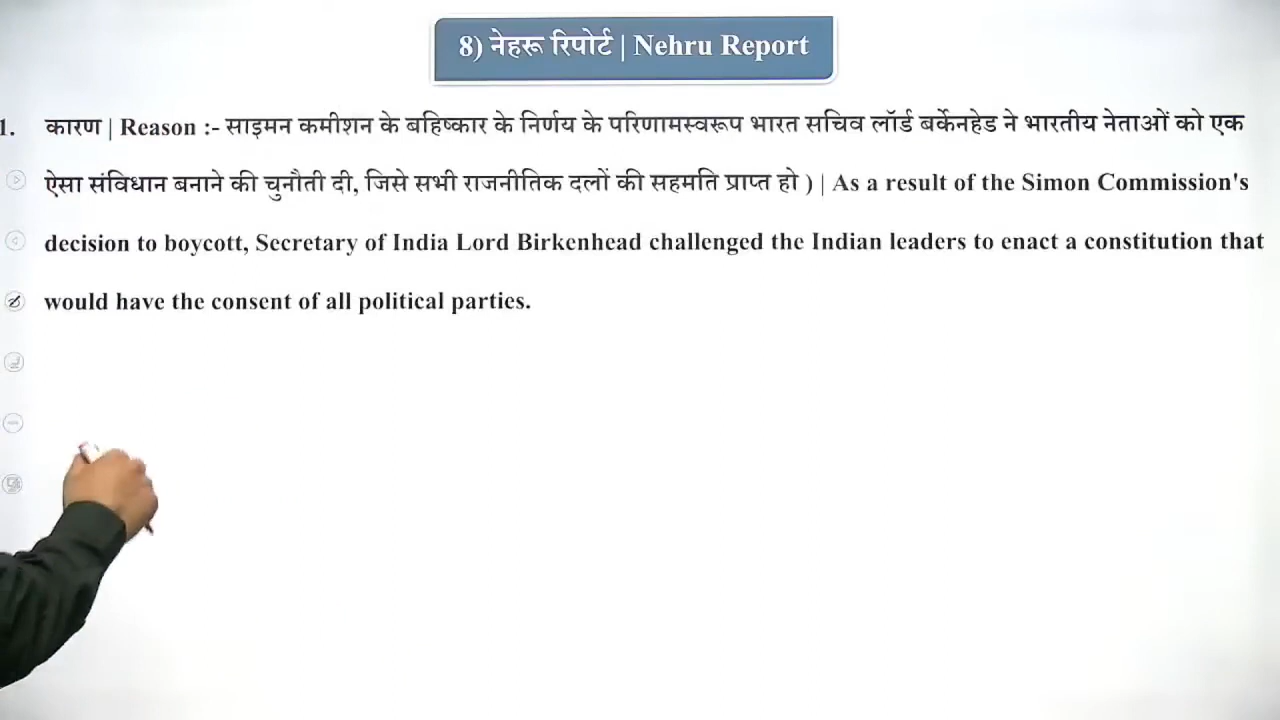 8) नेहरू रिपोर्ट | Nehru Report
1. कारण | Reason :- साइमन कमीशन के बहिष्कार के निर्णय के परिणामस्वरूप भारत सचिव लॉर्ड बर्केनहेड ने भारतीय नेताओं को एक
ऐसा संविधान बनाने की चुनौती दी, जिसे सभी राजनीतिक दलों की सहमति प्राप्त हो ) | As a result of the Simon Commission's
decision to boycott, Secretary of India Lord Birkenhead challenged the Indian leaders to enact a constitution that
would have the consent of all political parties.